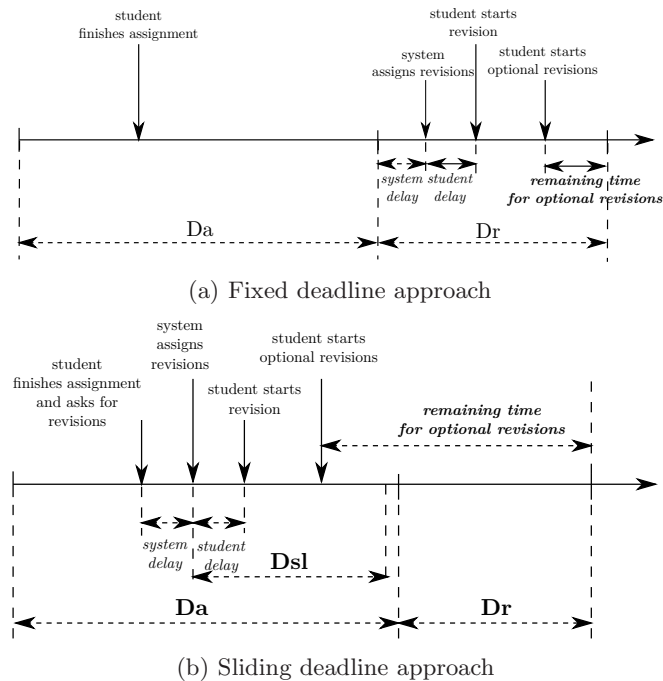 student
finishes assignment
student starts
revision
system
assigns revisions
student starts
optional revisions
system
delay
student
delay
remaining time
for optional revisions
Da
Dr
(a) Fixed deadline approach
student
finishes assignment
and asks for
revisions
system
assigns
revisions
student starts
revision
student starts
optional revisions
remaining time
for optional revisions
system
delay
student
delay
Dsl
Da
Dr
(b) Sliding deadline approach